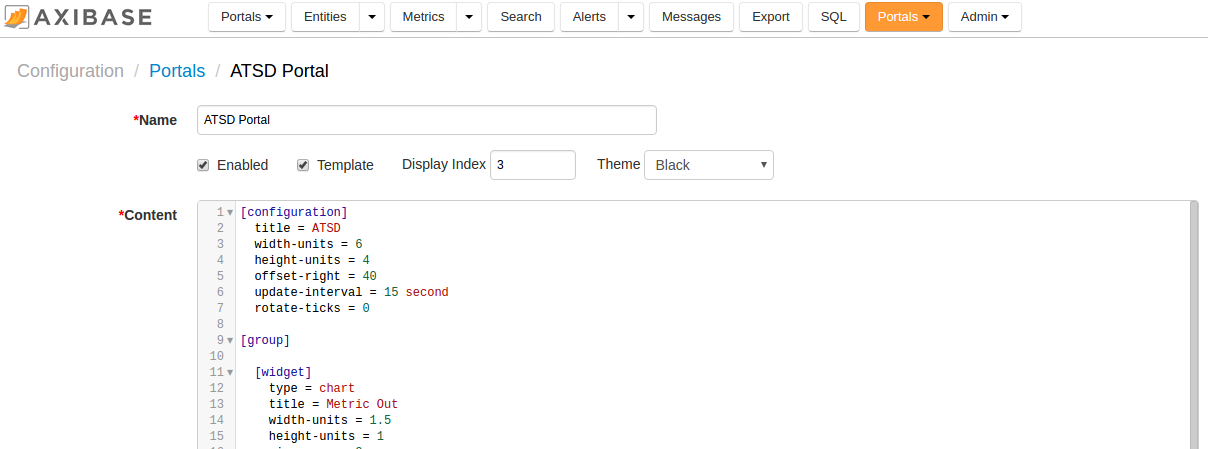 AXIBASE Portals Entities Metrics Search Alerts Messages Export SQL Portals Admin
Configuration / Portals / ATSD Portal
*Name ATSD Portal
Enabled Template Display Index 3 Theme Black
*Content
1 [configuration]
2 title = ATSD
3 width-units = 6
4 height-units = 4
5 offset-right = 40
6 update-interval = 15 second
7 rotate-ticks = 0
8
9 [group]
10
11 [widget]
12 type = chart
13 title = Metric Out
14 width-units = 1.5
15 height-units = 1